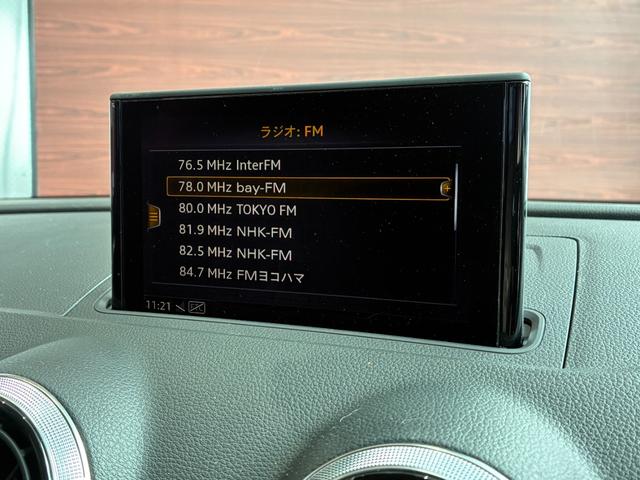 ラジオ: FM
76.5 MHz InterFM
78.0 MHz bay-FM
80.0 MHz TOKYO FM
81.9 MHz NHK-FM
82.5 MHz NHK-FM
84.7 MHz FMヨコハマ
11:21